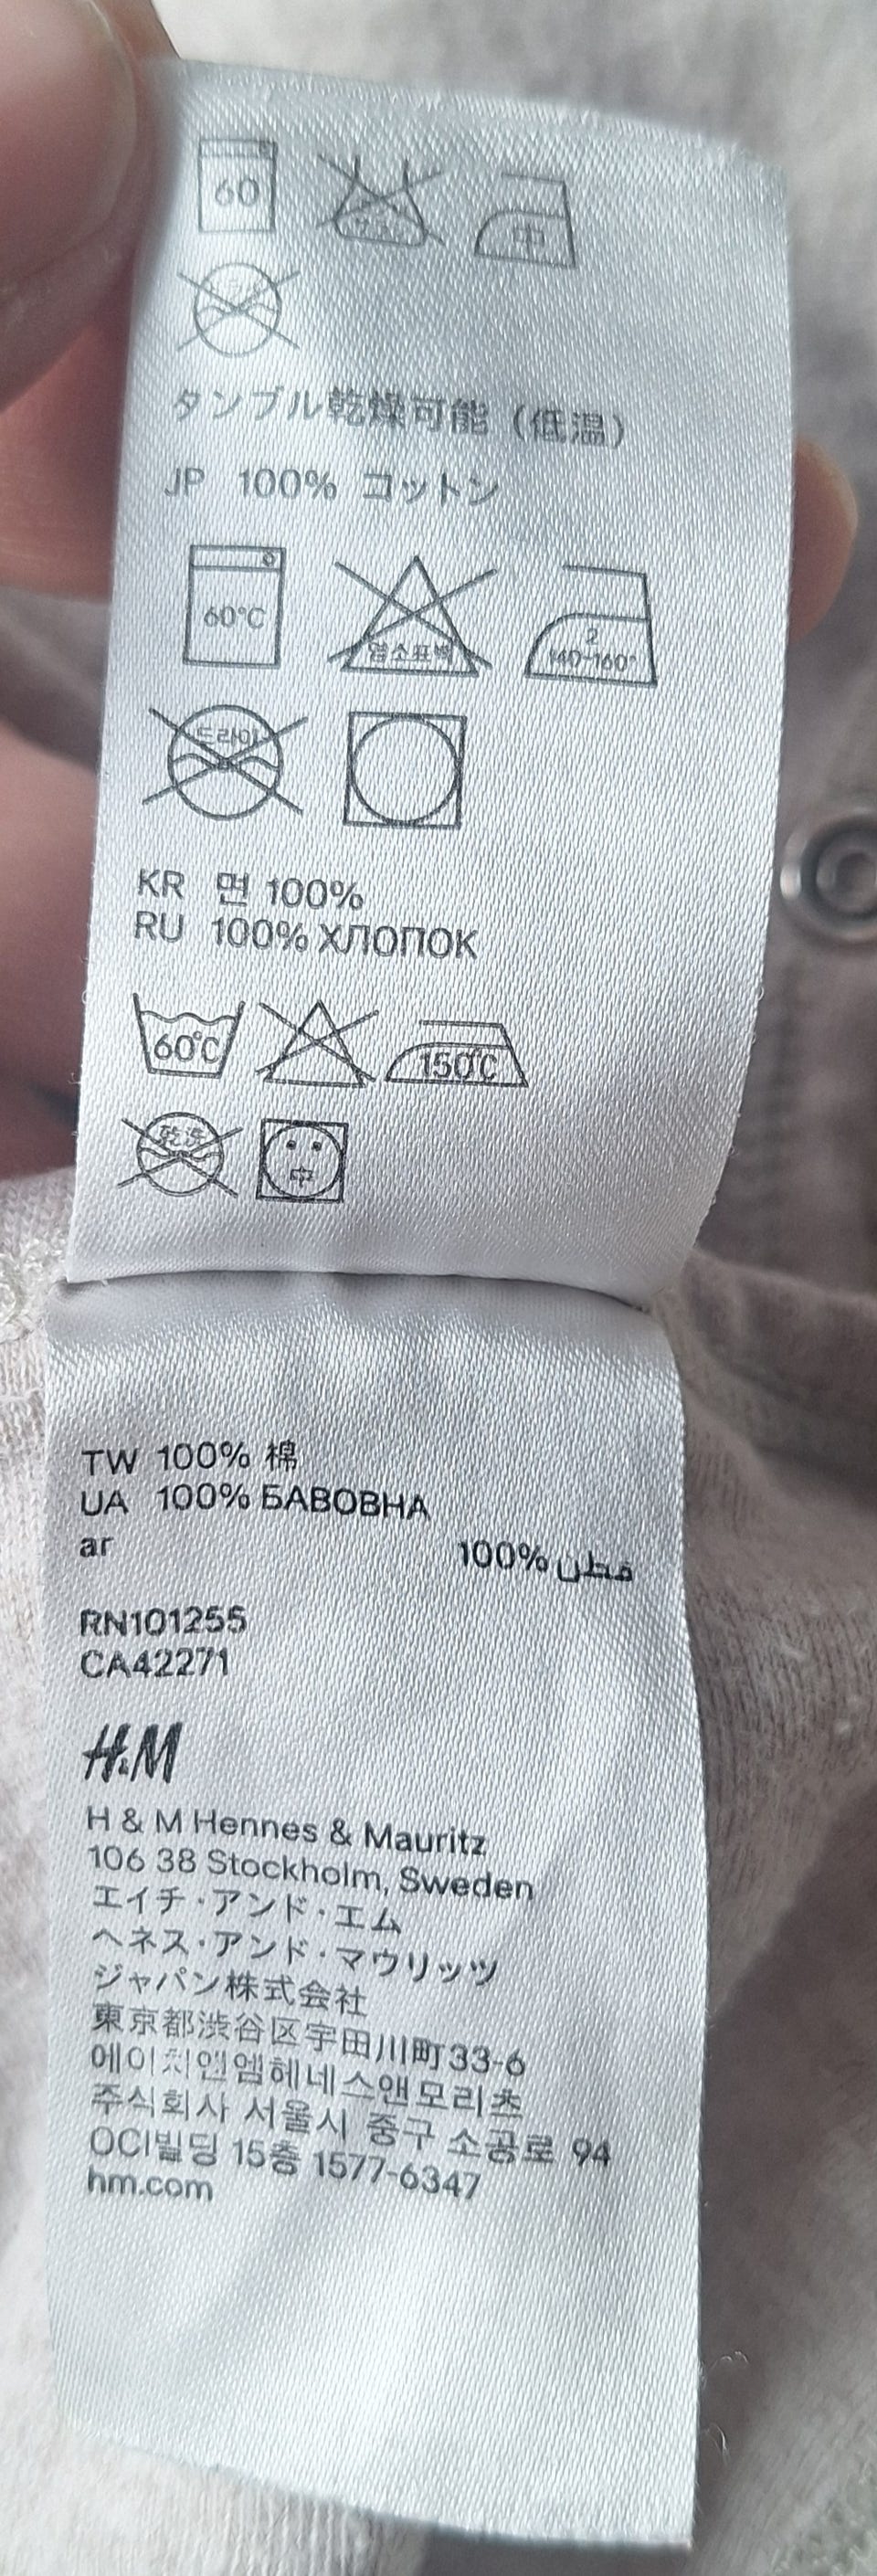 60
中
タンブル乾燥可能（低温）
JP 100% コットン
60°C 염소표백 2 140~160°
드라이
KR 면 100%
RU 100% ХЛОПОК
60°C 150°C
乾洗 中
TW 100% 棉
UA 100% БАВОВНА
ar 100% قطن
RN101255
CA42271
H&M
H & M Hennes & Mauritz
106 38 Stockholm, Sweden
エイチ・アンド・エム
ヘネス・アンド・マウリッツ
ジャパン株式会社
東京都渋谷区宇田川町33-6
에이치앤엠헤네스앤모리츠
주식회사 서울시 중구 소공로 94
OCI빌딩 15층 1577-6347
hm.com